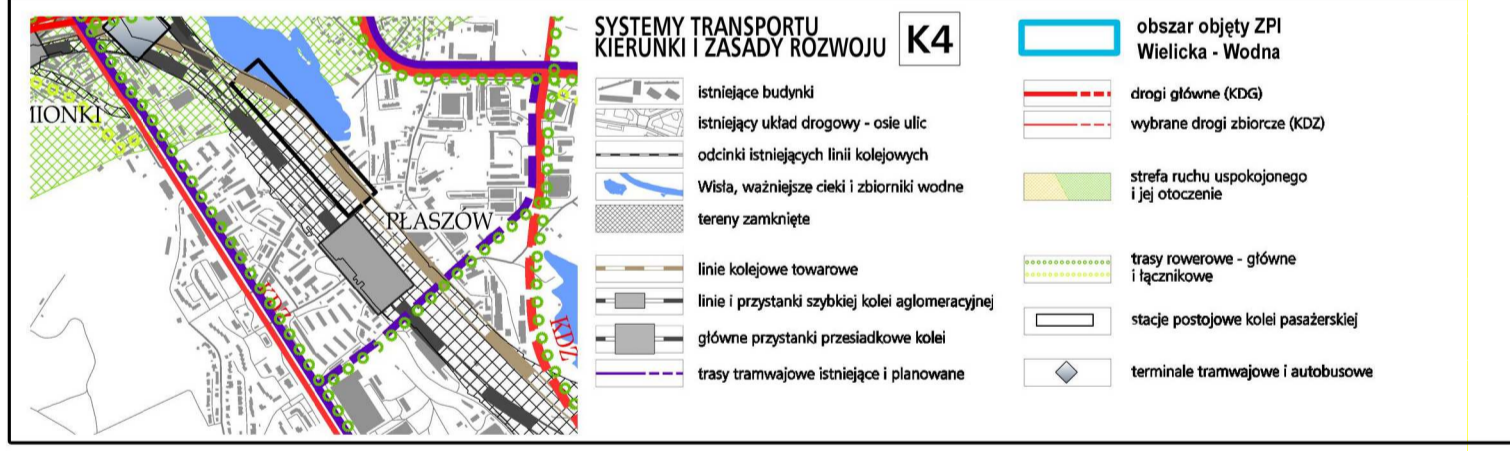 MIONKI
PŁASZÓW
KDZ
KDZ
SYSTEMY TRANSPORTU
KIERUNKI I ZASADY ROZWOJU
K4
istniejące budynki
istniejący układ drogowy - osie ulic
odcinki istniejących linii kolejowych
Wisła, ważniejsze cieki i zbiorniki wodne
tereny zamknięte
linie kolejowe towarowe
linie i przystanki szybkiej kolei aglomeracyjnej
główne przystanki przesiadkowe kolei
trasy tramwajowe istniejące i planowane
obszar objęty ZPI
Wielicka - Wodna
drogi główne (KDG)
wybrane drogi zbiorcze (KDZ)
strefa ruchu uspokojonego
i jej otoczenie
trasy rowerowe - główne
i łącznikowe
stacje postojowe kolei pasażerskiej
terminale tramwajowe i autobusowe